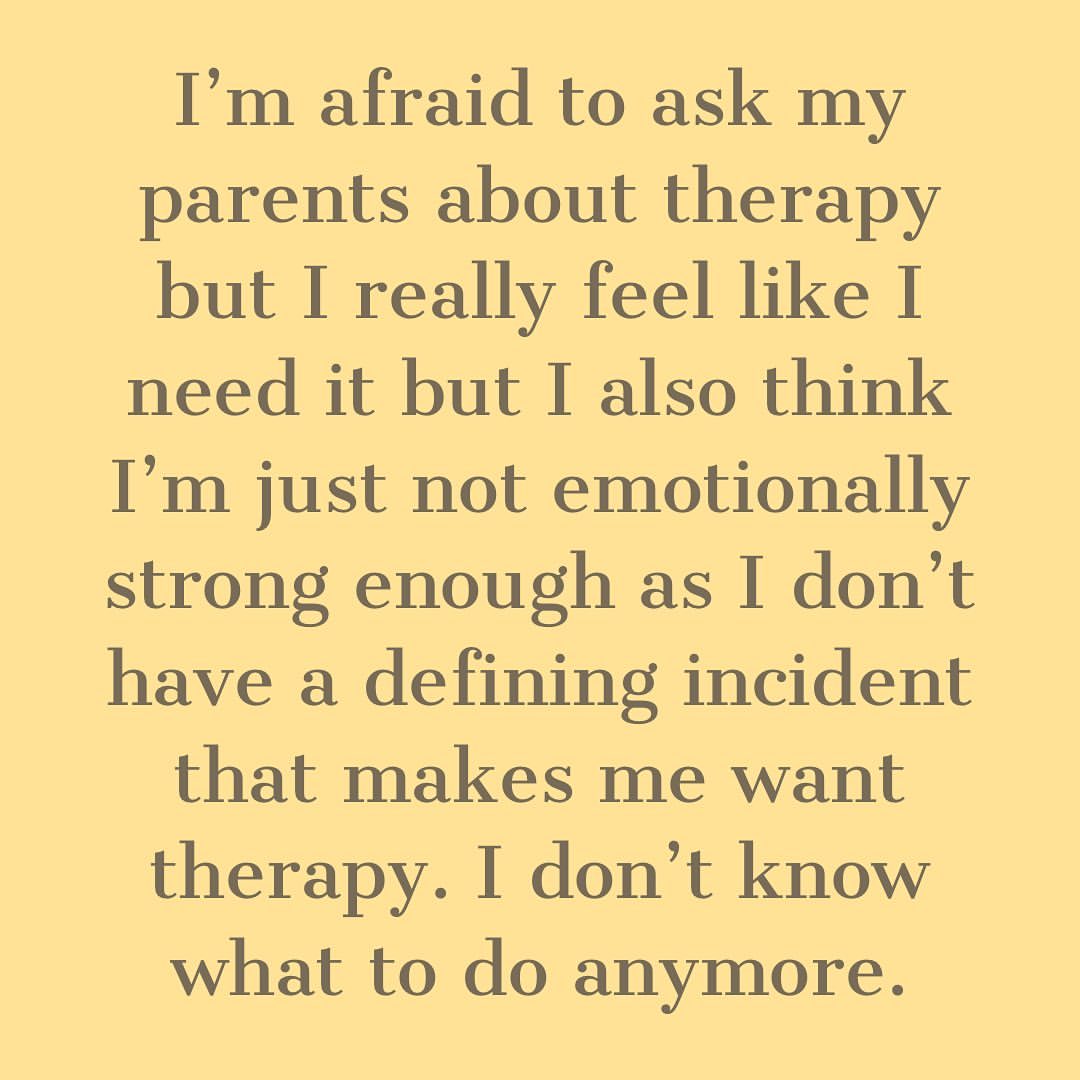 I’m afraid to ask my
parents about therapy
but I really feel like I
need it but I also think
I’m just not emotionally
strong enough as I don’t
have a defining incident
that makes me want
therapy. I don’t know
what to do anymore.